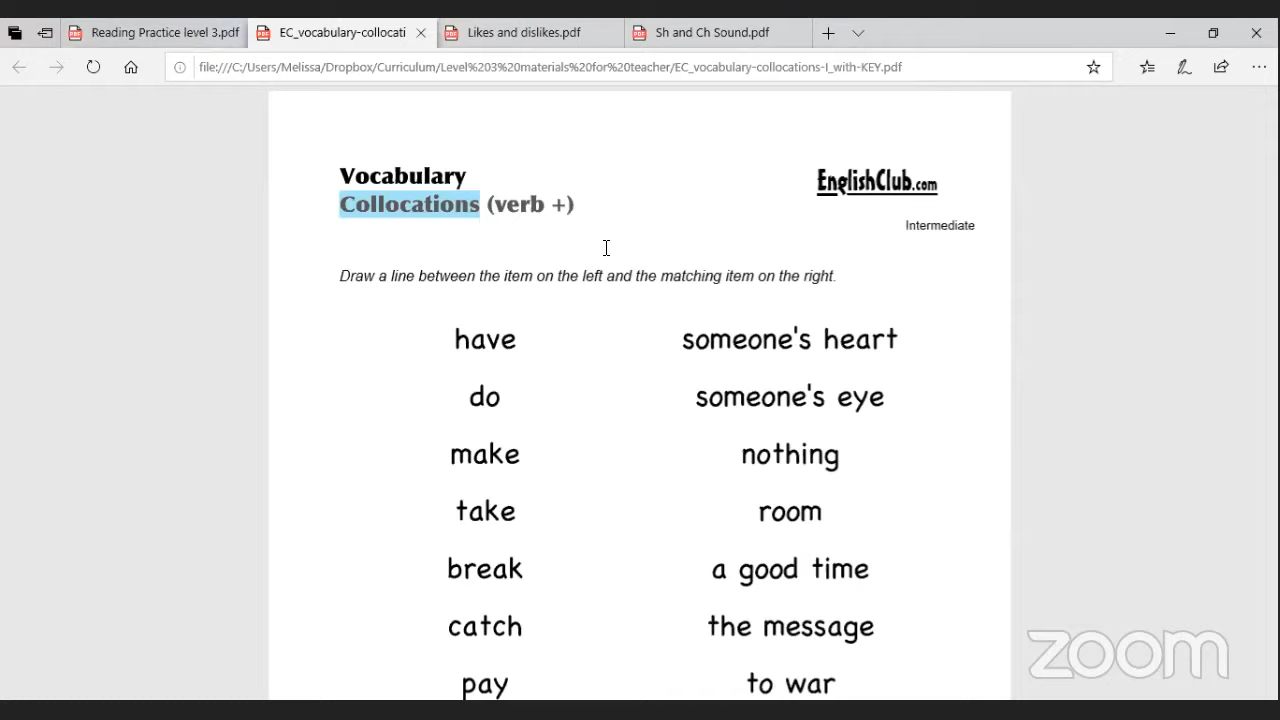 Reading Practice level 3.pdf EC_vocabulary-collocati Likes and dislikes.pdf Sh and Ch Sound.pdf
file:///C:/Users/Melissa/Dropbox/Curriculum/Level%203%20materials%20for%20teacher/EC_vocabulary-collocations-I_with-KEY.pdf
Vocabulary
EnglishClub.com
Collocations (verb +)
Intermediate
Draw a line between the item on the left and the matching item on the right.
have someone's heart
do someone's eye
make nothing
take room
break a good time
catch the message
pay to war
zoom